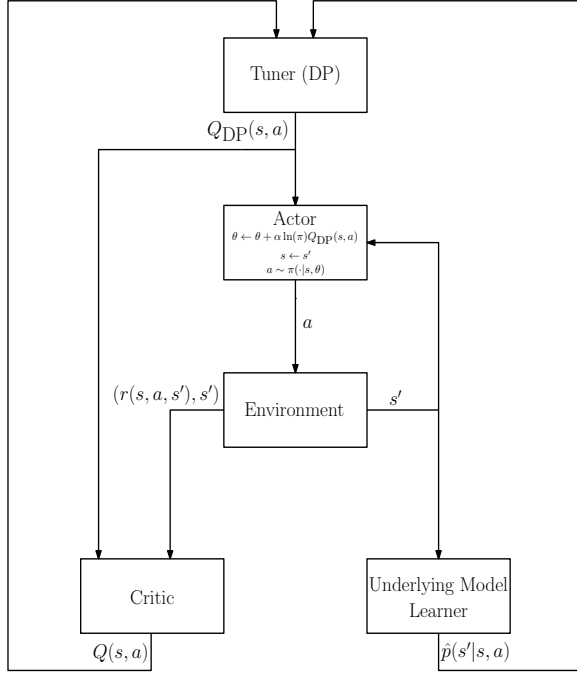 Tuner (DP)
Q_DP(s, a)
Actor
θ ← θ + α ln(π)Q_DP(s, a)
s ← s′
a ∼ π(·|s, θ)
a
(r(s, a, s′), s′)
Environment
s′
Critic
Underlying Model
Learner
Q(s, a)
p̂(s′|s, a)